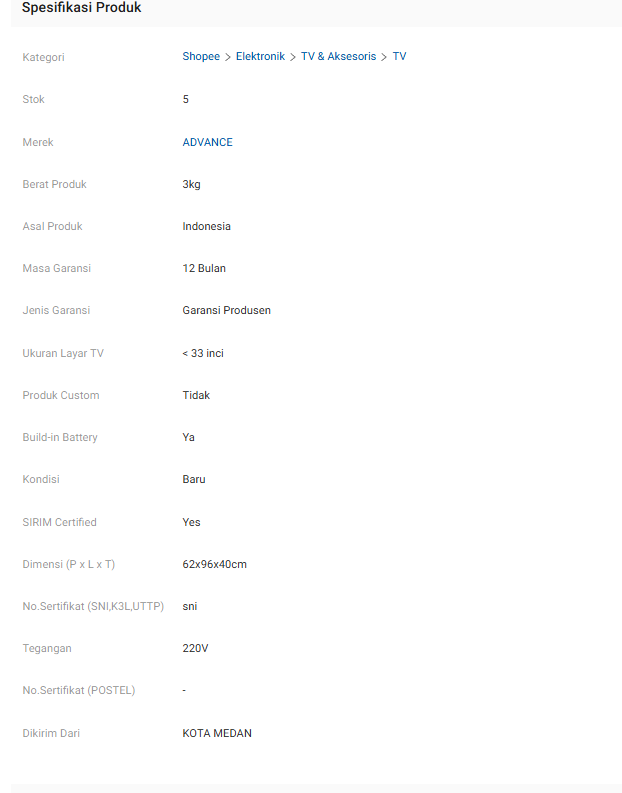 Spesifikasi Produk
Kategori Shopee > Elektronik > TV & Aksesoris > TV
Stok 5
Merek ADVANCE
Berat Produk 3kg
Asal Produk Indonesia
Masa Garansi 12 Bulan
Jenis Garansi Garansi Produsen
Ukuran Layar TV < 33 inci
Produk Custom Tidak
Build-in Battery Ya
Kondisi Baru
SIRIM Certified Yes
Dimensi (P x L x T) 62x96x40cm
No.Sertifikat (SNI,K3L,UTTP) sni
Tegangan 220V
No.Sertifikat (POSTEL) -
Dikirim Dari KOTA MEDAN